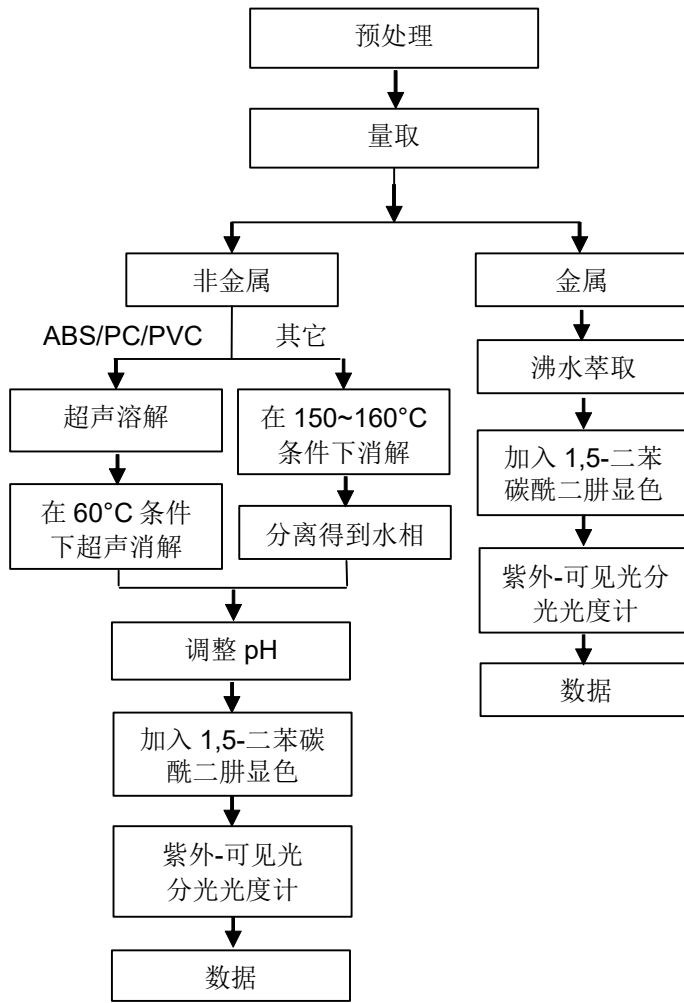 预处理
量取
非金属
金属
ABS/PC/PVC
其它
超声溶解
在 60°C 条件
下超声消解
在 150~160°C
条件下消解
分离得到水相
调整 pH
加入 1,5-二苯碳
酰二肼显色
紫外-可见光
分光光度计
数据
沸水萃取
加入 1,5-二苯
碳酰二肼显色
紫外-可见光分
光光度计
数据